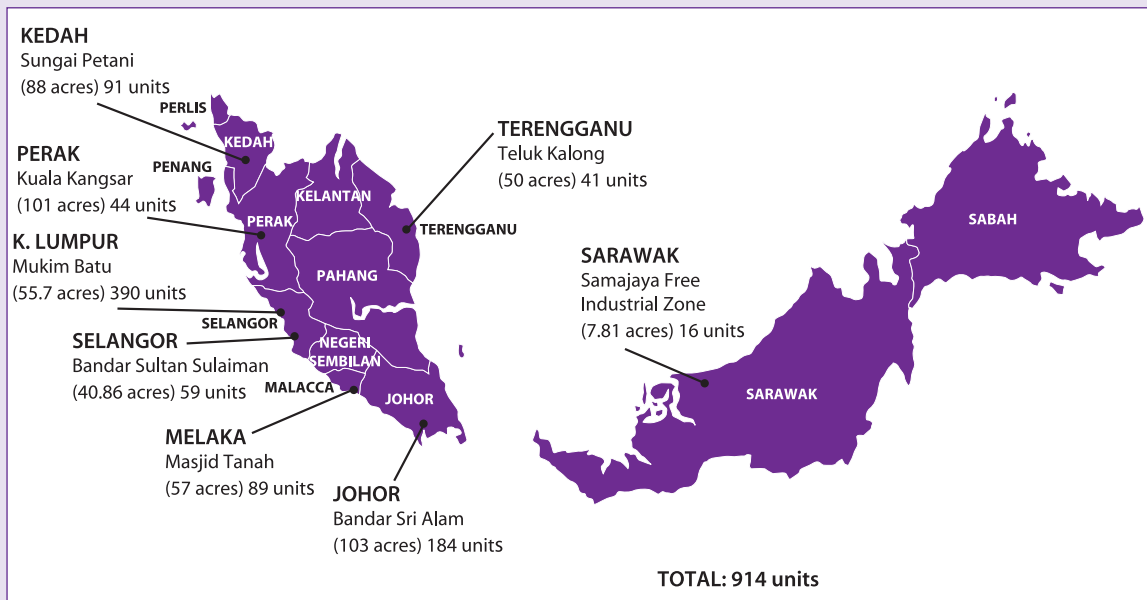 KEDAH
Sungai Petani
(88 acres) 91 units
PERAK
Kuala Kangsar
(101 acres) 44 units
K. LUMPUR
Mukim Batu
(55.7 acres) 390 units
SELANGOR
Bandar Sultan Sulaiman
(40.86 acres) 59 units
MELAKA
Masjid Tanah
(57 acres) 89 units
JOHOR
Bandar Sri Alam
(103 acres) 184 units
TERENGGANU
Teluk Kalong
(50 acres) 41 units
SARAWAK
Samajaya Free
Industrial Zone
(7.81 acres) 16 units
PERLIS
KEDAH
PENANG
PERAK
KELANTAN
TERENGGANU
PAHANG
SELANGOR
NEGERI
SEMBILAN
MALACCA
JOHOR
SABAH
SARAWAK
TOTAL: 914 units